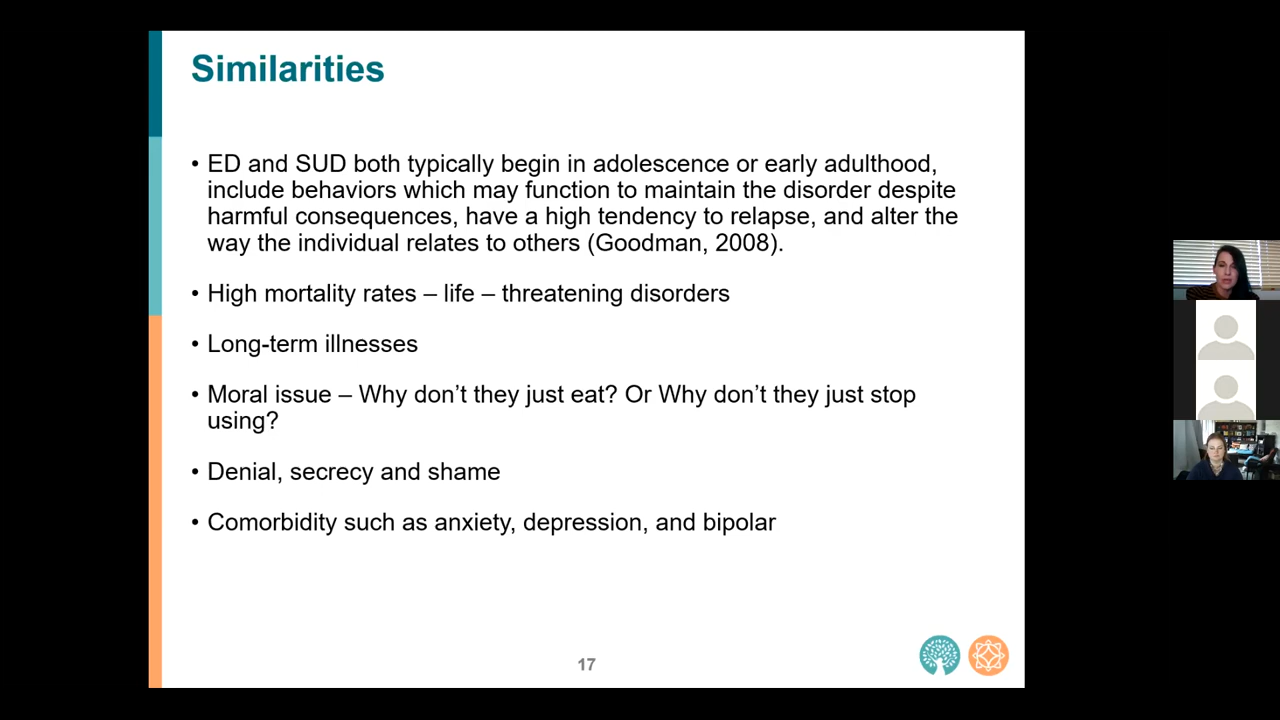 Similarities
• ED and SUD both typically begin in adolescence or early adulthood,
include behaviors which may function to maintain the disorder despite
harmful consequences, have a high tendency to relapse, and alter the
way the individual relates to others (Goodman, 2008).
• High mortality rates – life – threatening disorders
• Long-term illnesses
• Moral issue – Why don’t they just eat? Or Why don’t they just stop
using?
• Denial, secrecy and shame
• Comorbidity such as anxiety, depression, and bipolar
17